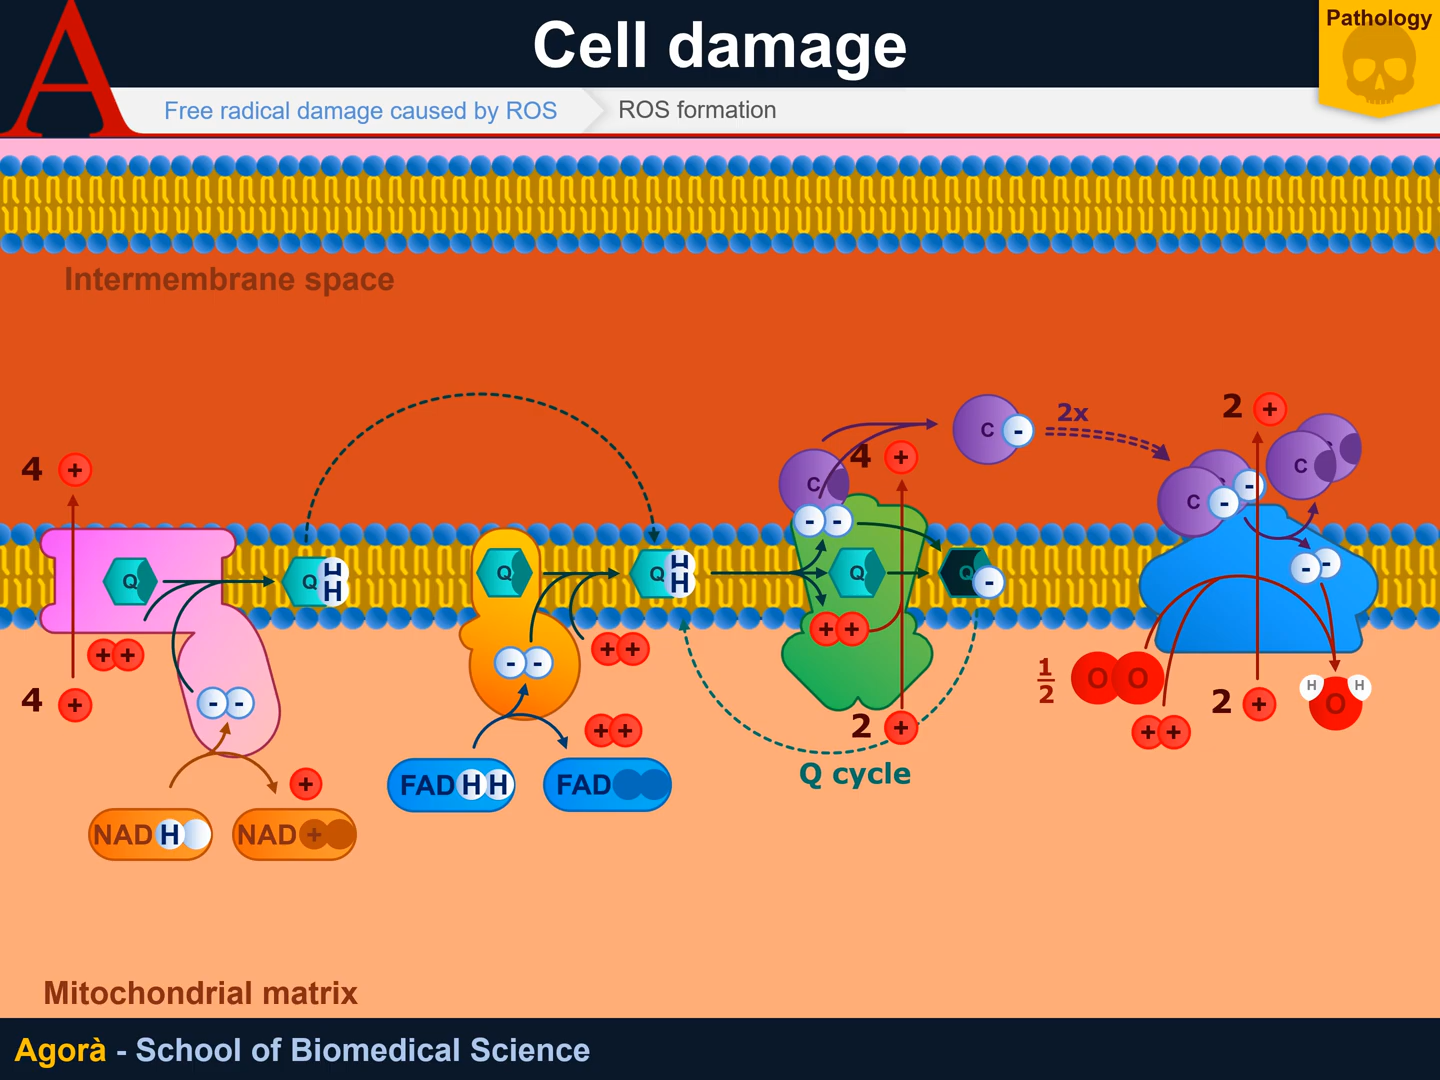 A
Cell damage
Pathology
Free radical damage caused by ROS
ROS formation
Intermembrane space
4 +
4 +
Q
+ +
- -
NAD H
NAD +
+
Q H H
Q
- -
+ +
+ +
FAD H H
FAD
Q H H
C
- -
4 +
Q
+ +
2 +
Q -
Q cycle
C -
2x
C -
C -
2 +
C
C
- -
1/2
O O
+ +
2 +
H O H
Mitochondrial matrix
Agorà - School of Biomedical Science